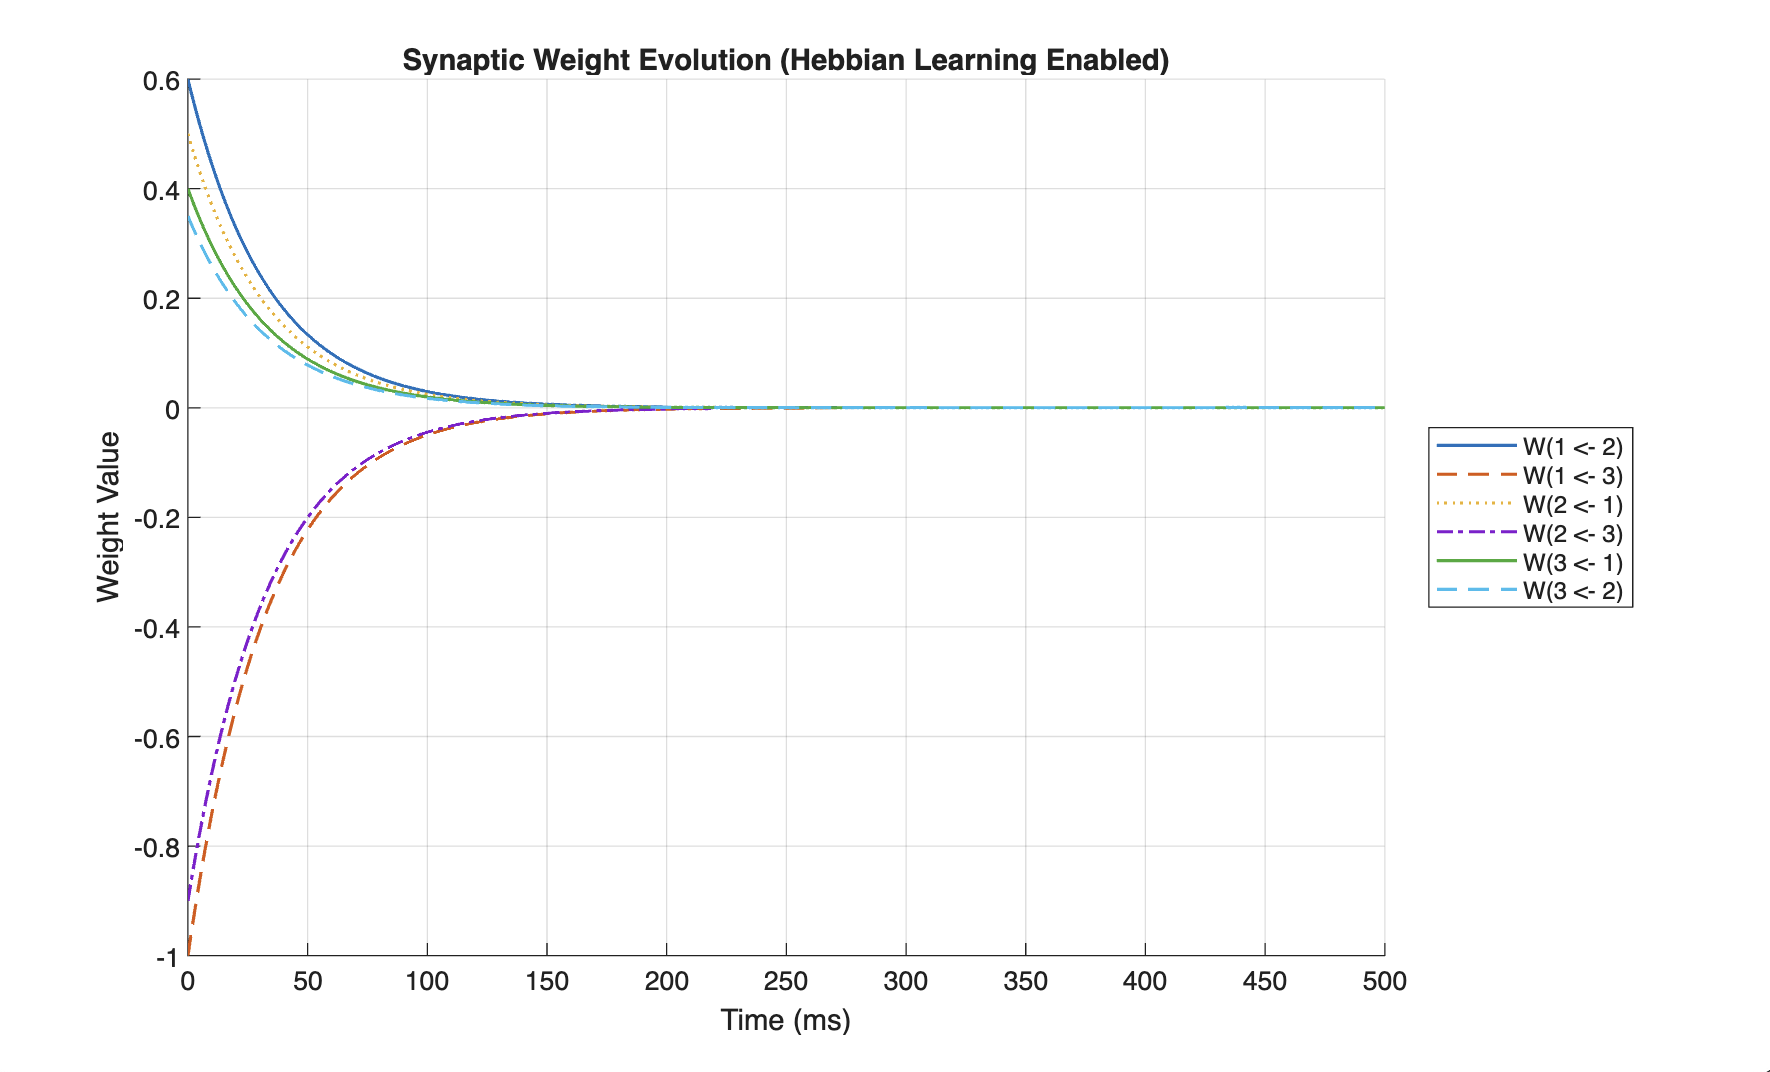 Synaptic Weight Evolution (Hebbian Learning Enabled)
0.6
0.4
0.2
0
-0.2
-0.4
-0.6
-0.8
-1
Weight Value
0 50 100 150 200 250 300 350 400 450 500
Time (ms)
W(1 <- 2)
W(1 <- 3)
W(2 <- 1)
W(2 <- 3)
W(3 <- 1)
W(3 <- 2)